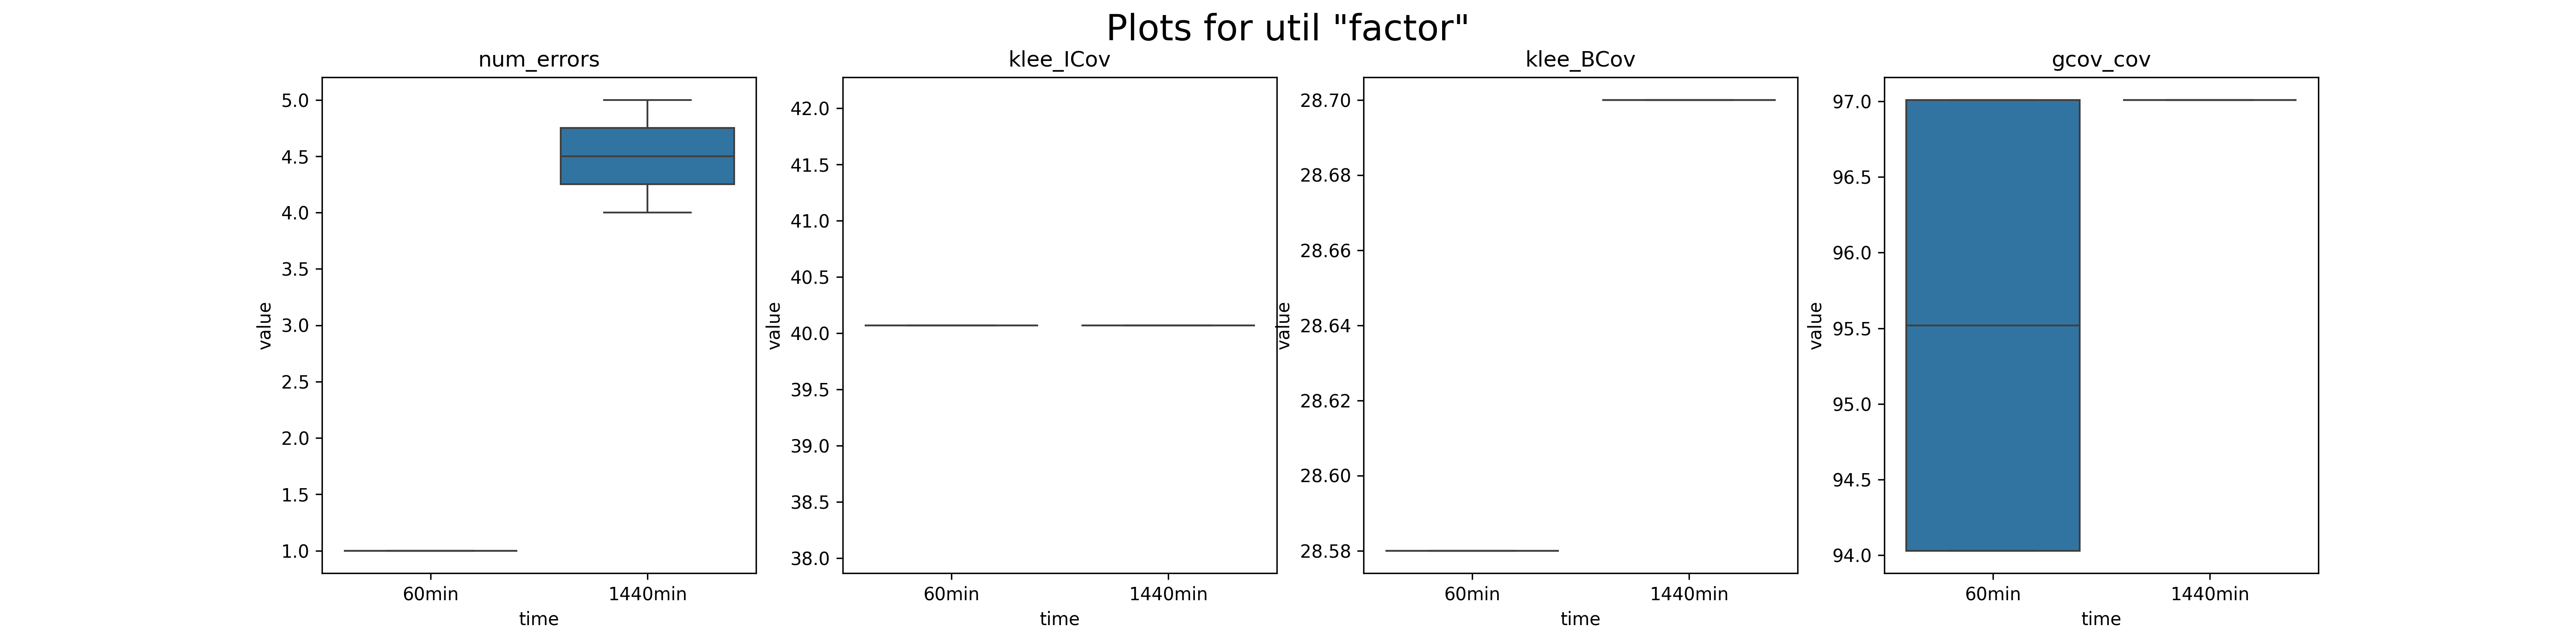 Plots for util "factor"
num_errors
5.0
4.5
4.0
3.5
3.0
2.5
2.0
1.5
1.0
value
60min
1440min
time
klee_ICov
42.0
41.5
41.0
40.5
40.0
39.5
39.0
38.5
38.0
value
60min
1440min
time
klee_BCov
28.70
28.68
28.66
28.64
28.62
28.60
28.58
value
60min
1440min
time
gcov_cov
97.0
96.5
96.0
95.5
95.0
94.5
94.0
value
60min
1440min
time